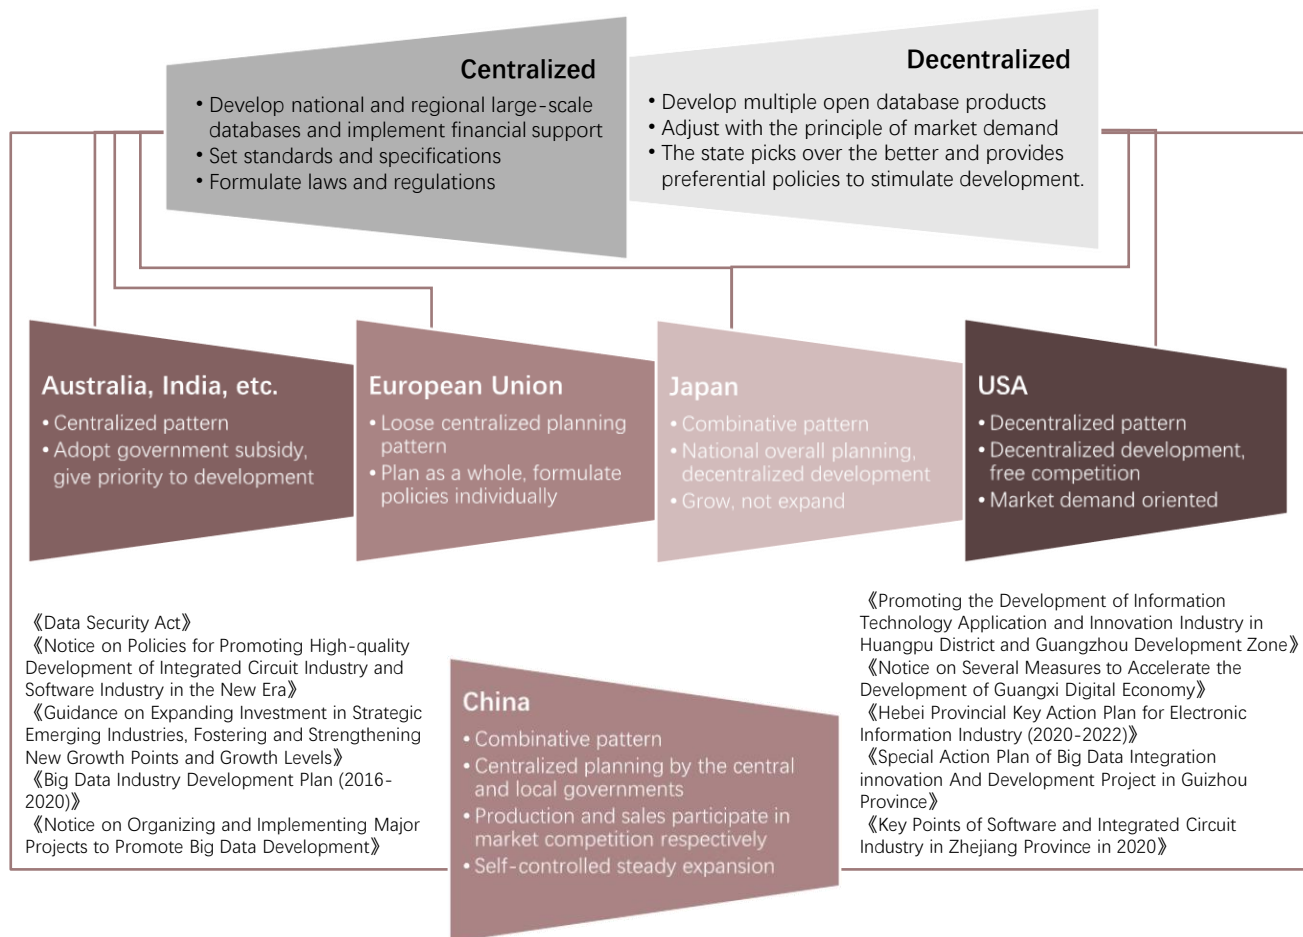 Centralized
• Develop national and regional large-scale
databases and implement financial support
• Set standards and specifications
• Formulate laws and regulations
Decentralized
• Develop multiple open database products
• Adjust with the principle of market demand
• The state picks over the better and provides
preferential policies to stimulate development.
Australia, India, etc.
• Centralized pattern
• Adopt government subsidy,
give priority to development
European Union
• Loose centralized planning
pattern
• Plan as a whole, formulate
policies individually
Japan
• Combinative pattern
• National overall planning,
decentralized development
• Grow, not expand
USA
• Decentralized pattern
• Decentralized development,
free competition
• Market demand oriented
《Data Security Act》
《Notice on Policies for Promoting High-quality
Development of Integrated Circuit Industry and
Software Industry in the New Era》
《Guidance on Expanding Investment in Strategic
Emerging Industries, Fostering and Strengthening
New Growth Points and Growth Levels》
《Big Data Industry Development Plan (2016-
2020)》
《Notice on Organizing and Implementing Major
Projects to Promote Big Data Development》
China
• Combinative pattern
• Centralized planning by the central
and local governments
• Production and sales participate in
market competition respectively
• Self-controlled steady expansion
《Promoting the Development of Information
Technology Application and Innovation Industry in
Huangpu District and Guangzhou Development Zone》
《Notice on Several Measures to Accelerate the
Development of Guangxi Digital Economy》
《Hebei Provincial Key Action Plan for Electronic
Information Industry (2020-2022)》
《Special Action Plan of Big Data Integration
innovation And Development Project in Guizhou
Province》
《Key Points of Software and Integrated Circuit
Industry in Zhejiang Province in 2020》